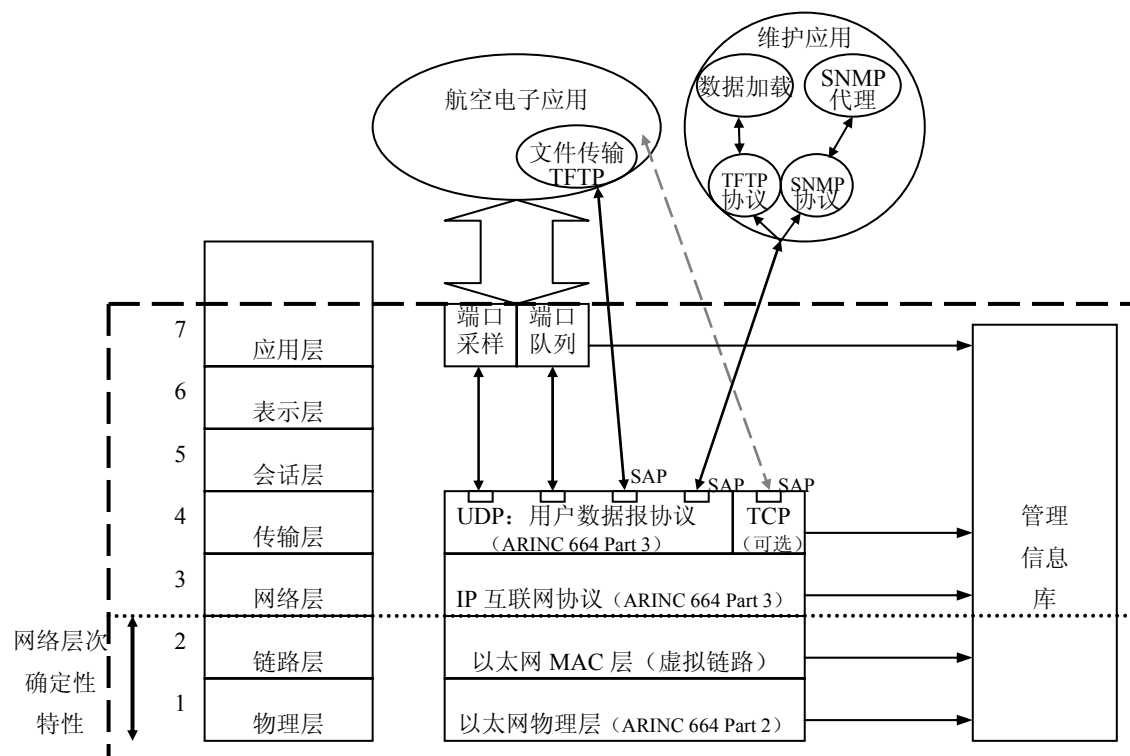 维护应用
数据加载
SNMP
代理
航空电子应用
文件传输
TFTP
TFTP
协议
SNMP
协议
7
应用层
端口
采样
端口
队列
6
表示层
5
会话层
SAP
SAP
SAP
4
传输层
UDP：用户数据报协议
（ARINC 664 Part 3）
TCP
（可选）
管理
信息
库
3
网络层
IP 互联网协议（ARINC 664 Part 3）
网络层次
确定性
特性
2
链路层
以太网 MAC 层（虚拟链路）
1
物理层
以太网物理层（ARINC 664 Part 2）